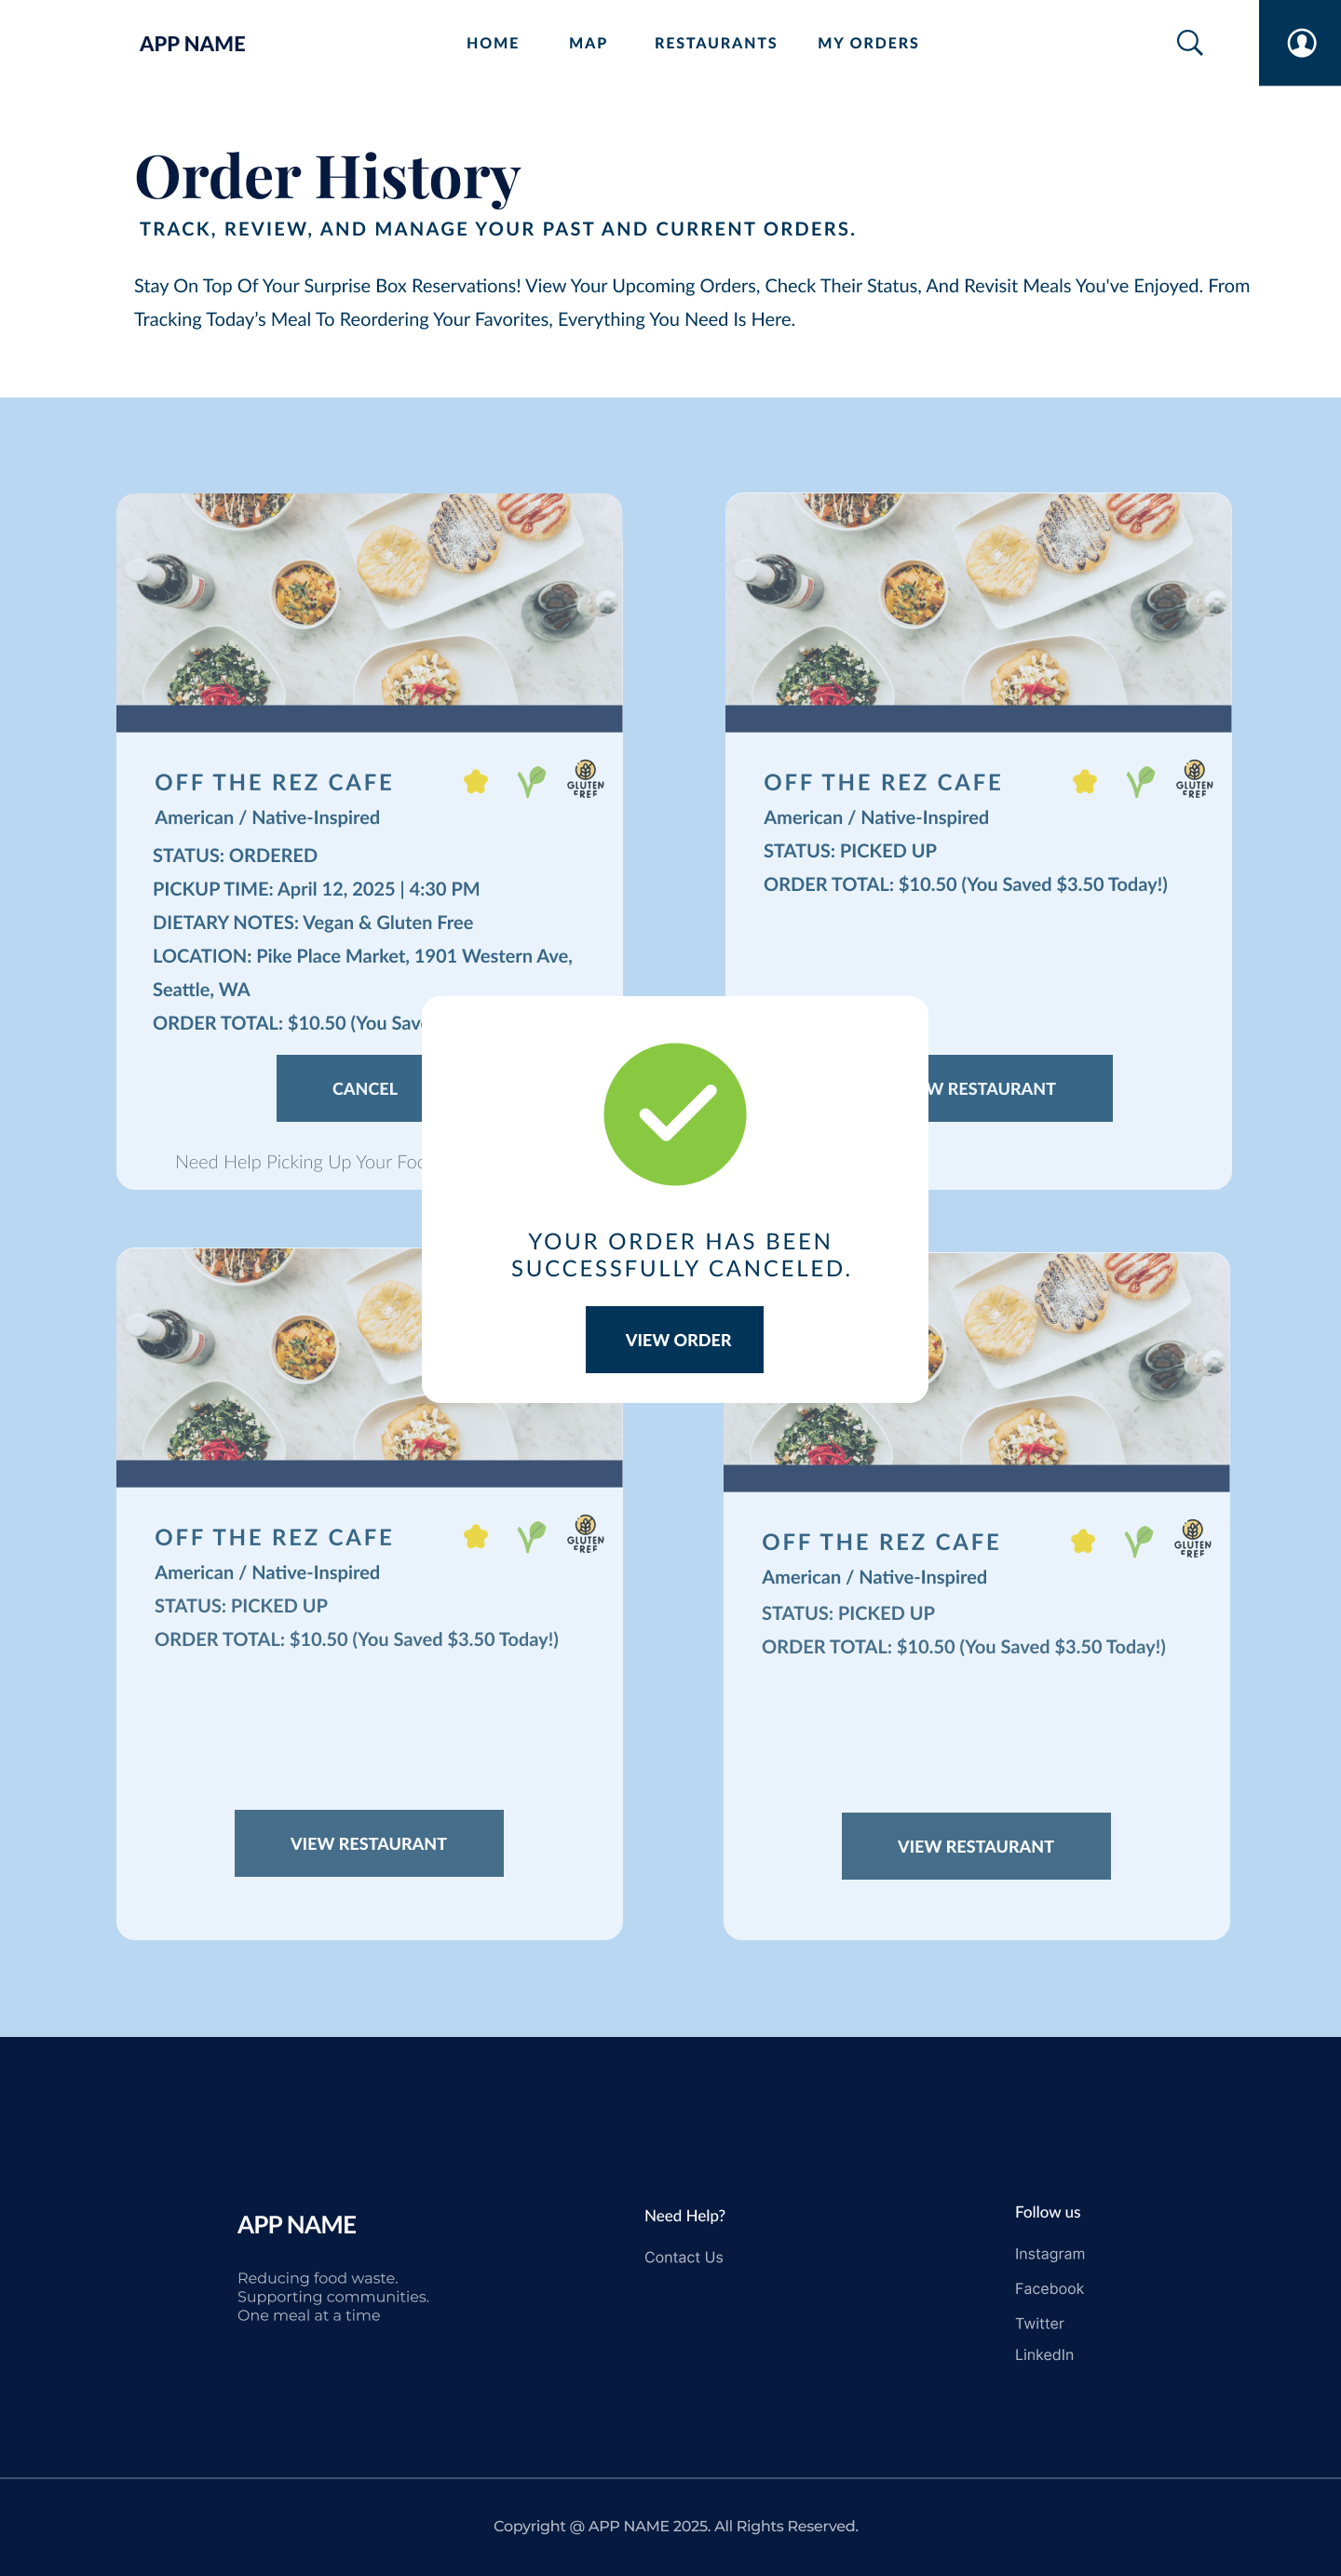 APP NAME
HOME
MAP
RESTAURANTS
MY ORDERS
Order History
TRACK, REVIEW, AND MANAGE YOUR PAST AND CURRENT ORDERS.
Stay On Top Of Your Surprise Box Reservations! View Your Upcoming Orders, Check Their Status, And Revisit Meals You've Enjoyed. From
Tracking Today’s Meal To Reordering Your Favorites, Everything You Need Is Here.
OFF THE REZ CAFE
GLUTEN
FREE
American / Native-Inspired
STATUS: ORDERED
PICKUP TIME: April 12, 2025 | 4:30 PM
DIETARY NOTES: Vegan & Gluten Free
LOCATION: Pike Place Market, 1901 Western Ave,
Seattle, WA
ORDER TOTAL: $10.50 (You
CANCEL
Need Help Picking Up Your
OFF THE REZ CAFE
GLUTEN
FREE
American / Native-Inspired
STATUS: PICKED UP
ORDER TOTAL: $10.50 (You Saved $3.50 Today!)
RESTAURANT
YOUR ORDER HAS BEEN
SUCCESSFULLY CANCELED.
VIEW ORDER
OFF THE REZ CAFE
GLUTEN
FREE
American / Native-Inspired
STATUS: PICKED UP
ORDER TOTAL: $10.50 (You Saved $3.50 Today!)
VIEW RESTAURANT
OFF THE REZ CAFE
GLUTEN
FREE
American / Native-Inspired
STATUS: PICKED UP
ORDER TOTAL: $10.50 (You Saved $3.50 Today!)
VIEW RESTAURANT
APP NAME
Reducing food waste.
Supporting communities.
One meal at a time
Need Help?
Contact Us
Follow us
Instagram
Facebook
Twitter
LinkedIn
Copyright @ APP NAME 2025. All Rights Reserved.